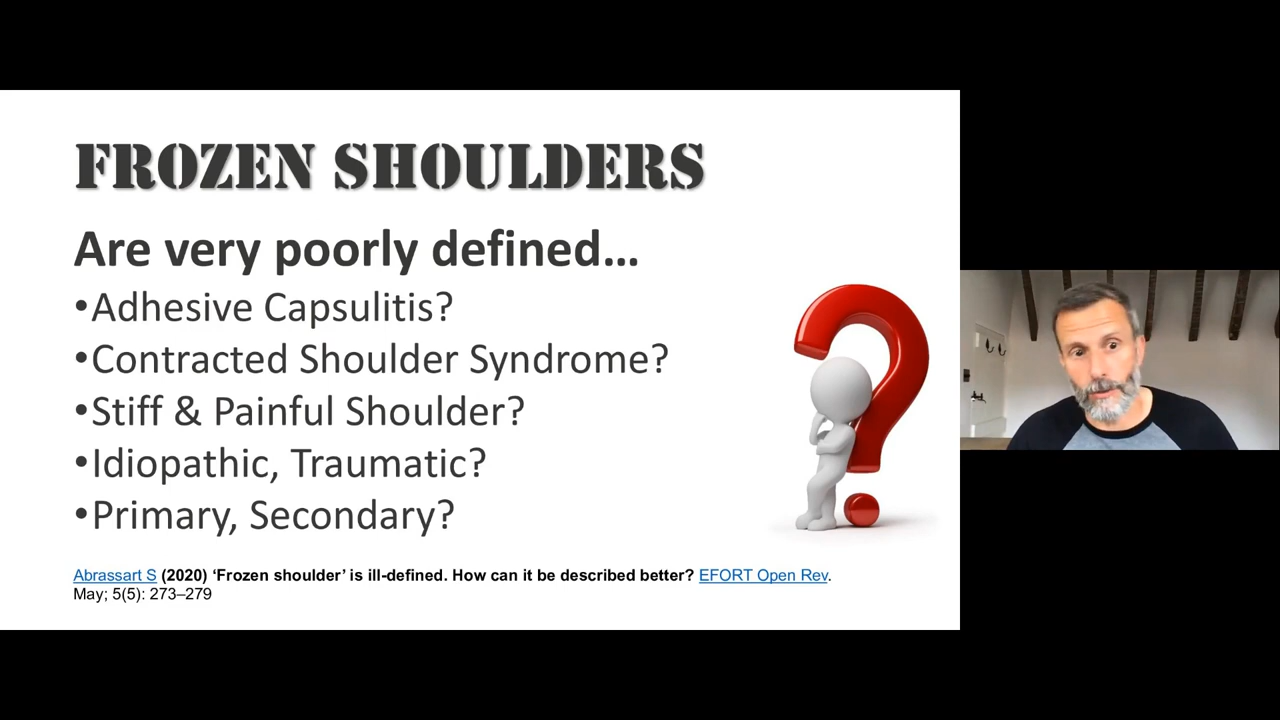 FROZEN SHOULDERS
Are very poorly defined...
•Adhesive Capsulitis?
•Contracted Shoulder Syndrome?
•Stiff & Painful Shoulder?
•Idiopathic, Traumatic?
•Primary, Secondary?
Abrassart S (2020) ‘Frozen shoulder’ is ill-defined. How can it be described better? EFORT Open Rev.
May; 5(5): 273–279